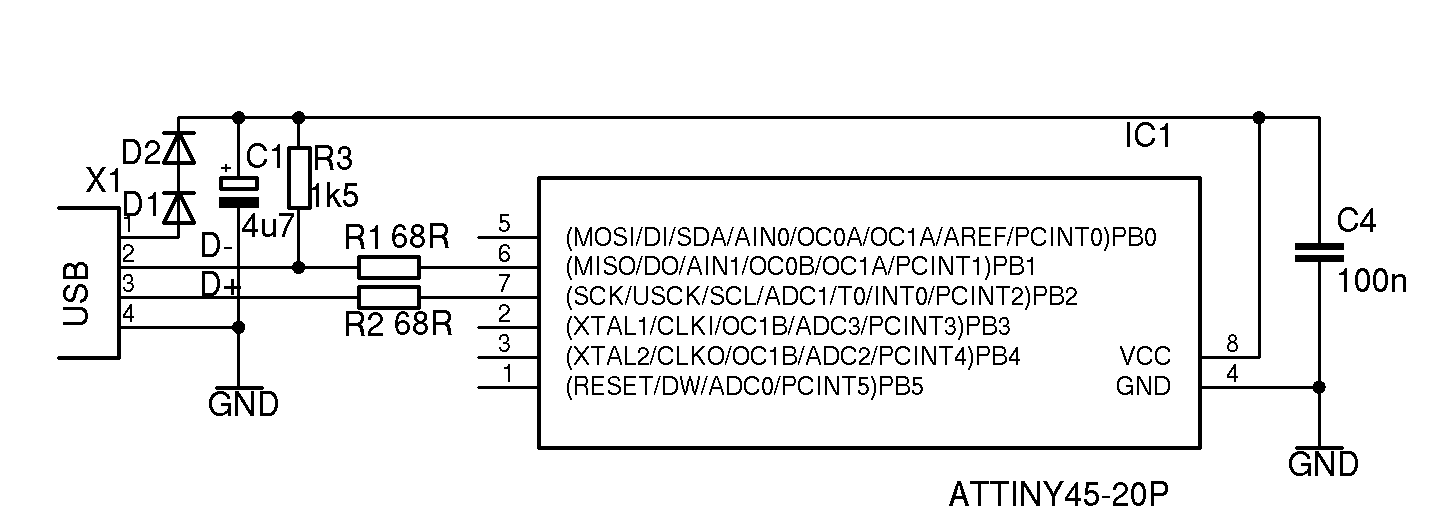 IC1
D2
C1
+
R3
X1
1k5
D1
4u7
1
D-
R1 68R
5
(MOSI/DI/SDA/AIN0/OC0A/OC1A/AREF/PCINT0)PB0
C4
2
6
(MISO/DO/AIN1/OC0B/OC1A/PCINT1)PB1
100n
USB
3
D+
7
(SCK/USCK/SCL/ADC1/T0/INT0/PCINT2)PB2
4
R2 68R
2
(XTAL1/CLKI/OC1B/ADC3/PCINT3)PB3
3
(XTAL2/CLKO/OC1B/ADC2/PCINT4)PB4
VCC
8
1
(RESET/DW/ADC0/PCINT5)PB5
GND
4
GND
GND
ATTINY45-20P